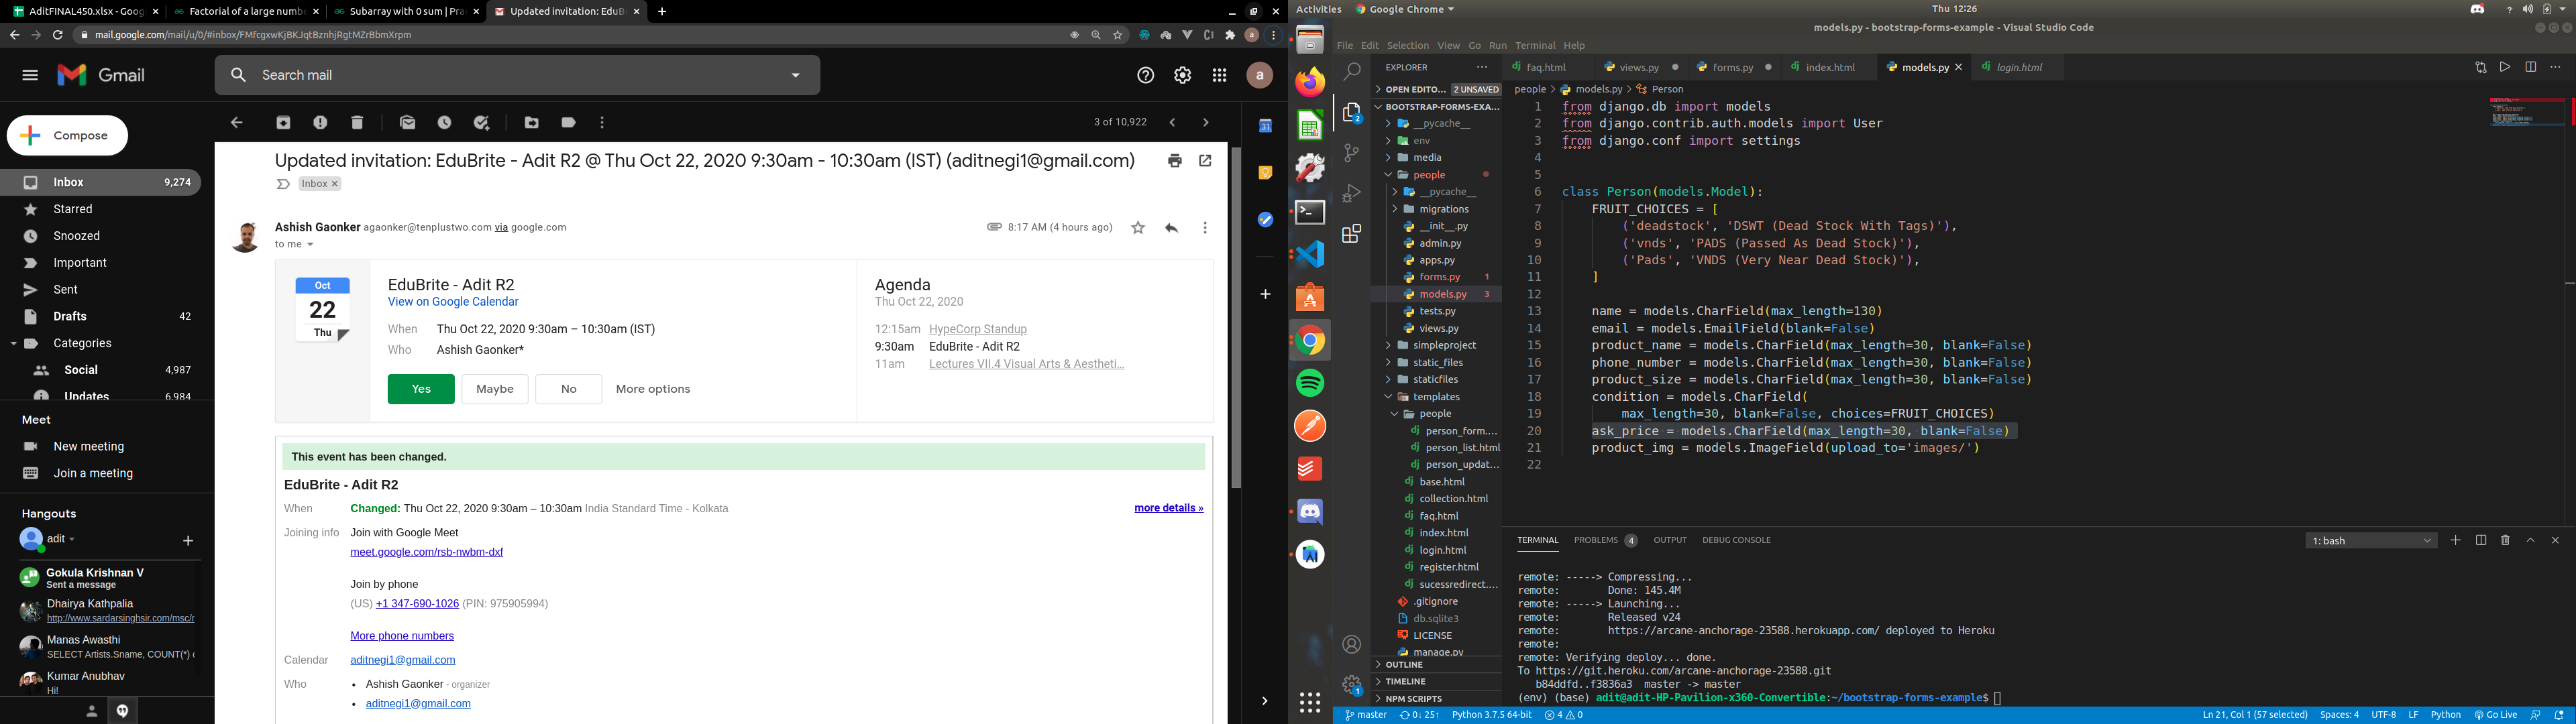 AditFINAL450.xlsx - Goog
Factorial of a large numb
Subarray with 0 sum | Pra
Updated invitation: EduBri
mail.google.com/mail/u/0/#inbox/FMfcgxwKjBKJqtBznhjRgtMZrBbmXrpm
Gmail
Search mail
a
Compose
3 of 10,922
Inbox 9,274
Starred
Snoozed
Important
Sent
Drafts 42
Categories
Social 4,987
Updates 6,984
Meet
New meeting
Join a meeting
Hangouts
adit
Gokula Krishnan V
Sent a message
Dhairya Kathpalia
http://www.sardarsinghsir.com/msc/r
Manas Awasthi
SELECT Artists.Sname, COUNT(*) c
Kumar Anubhav
Hi!
Updated invitation: EduBrite - Adit R2 @ Thu Oct 22, 2020 9:30am - 10:30am (IST) (aditnegi1@gmail.com)
Inbox
Ashish Gaonker agaonker@tenplustwo.com via google.com
8:17 AM (4 hours ago)
to me
Oct
22
Thu
EduBrite - Adit R2
View on Google Calendar
When Thu Oct 22, 2020 9:30am – 10:30am (IST)
Who Ashish Gaonker*
Yes
Maybe
No
More options
Agenda
Thu Oct 22, 2020
12:15am HypeCorp Standup
9:30am EduBrite - Adit R2
11am Lectures VII.4 Visual Arts & Aestheti...
This event has been changed.
EduBrite - Adit R2
When Changed: Thu Oct 22, 2020 9:30am – 10:30am India Standard Time - Kolkata
more details »
Joining info Join with Google Meet
meet.google.com/rsb-nwbm-dxf
Join by phone
(US) +1 347-690-1026 (PIN: 975905994)
More phone numbers
Calendar aditnegi1@gmail.com
Who • Ashish Gaonker - organizer
• aditnegi1@gmail.com
Activities
Google Chrome
Thu 12:26
models.py - bootstrap-forms-example - Visual Studio Code
File Edit Selection View Go Run Terminal Help
EXPLORER
OPEN EDITO... 2 UNSAVED
BOOTSTRAP-FORMS-EXA...
__pycache__
env
media
people
__pycache__
migrations
__init__.py
admin.py
apps.py
forms.py 1
models.py 3
tests.py
views.py
simpleproject
static_files
staticfiles
templates
people
person_form....
person_list.html
person_updat...
base.html
collection.html
faq.html
index.html
login.html
register.html
sucessredirect....
.gitignore
db.sqlite3
LICENSE
manage.py
OUTLINE
TIMELINE
NPM SCRIPTS
faq.html
views.py
forms.py
index.html
models.py
login.html
people > models.py > Person
1 from django.db import models
2 from django.contrib.auth.models import User
3 from django.conf import settings
4
5
6 class Person(models.Model):
7 FRUIT_CHOICES = [
8 ('deadstock', 'DSWT (Dead Stock With Tags)'),
9 ('vnds', 'PADS (Passed As Dead Stock)'),
10 ('Pads', 'VNDS (Very Near Dead Stock)'),
11 ]
12
13 name = models.CharField(max_length=130)
14 email = models.EmailField(blank=False)
15 product_name = models.CharField(max_length=30, blank=False)
16 phone_number = models.CharField(max_length=30, blank=False)
17 product_size = models.CharField(max_length=30, blank=False)
18 condition = models.CharField(
19 max_length=30, blank=False, choices=FRUIT_CHOICES)
20 ask_price = models.CharField(max_length=30, blank=False)
21 product_img = models.ImageField(upload_to='images/')
22
TERMINAL PROBLEMS 4 OUTPUT DEBUG CONSOLE
1: bash
remote: -----> Compressing...
remote: Done: 145.4M
remote: -----> Launching...
remote: Released v24
remote: https://arcane-anchorage-23588.herokuapp.com/ deployed to Heroku
remote:
remote: Verifying deploy... done.
To https://git.heroku.com/arcane-anchorage-23588.git
b84ddfd..f3836a3 master -> master
(env) (base) adit@adit-HP-Pavilion-x360-Convertible:~/bootstrap-forms-example$
master 0↓ 25↑ Python 3.7.5 64-bit 4 0
Ln 21, Col 1 (57 selected) Spaces: 4 UTF-8 LF Python Go Live